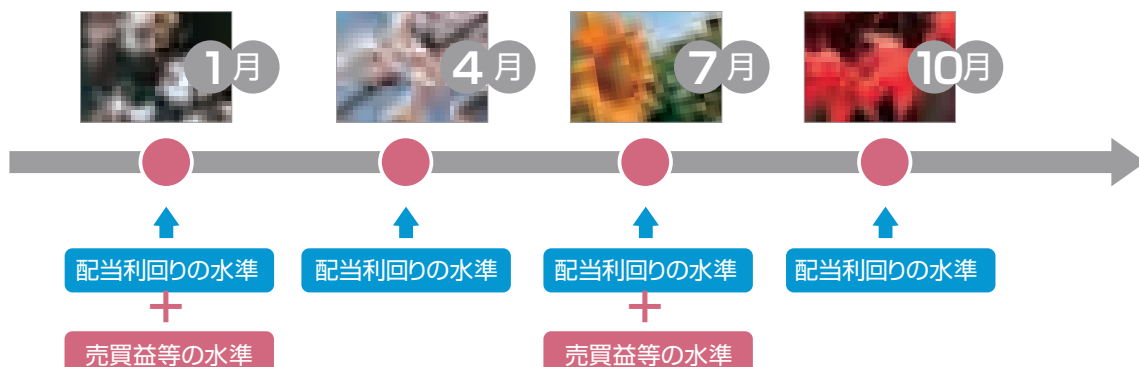 1月
4月
7月
10月
配当利回りの水準
配当利回りの水準
配当利回りの水準
配当利回りの水準
+
+
売買益等の水準
売買益等の水準